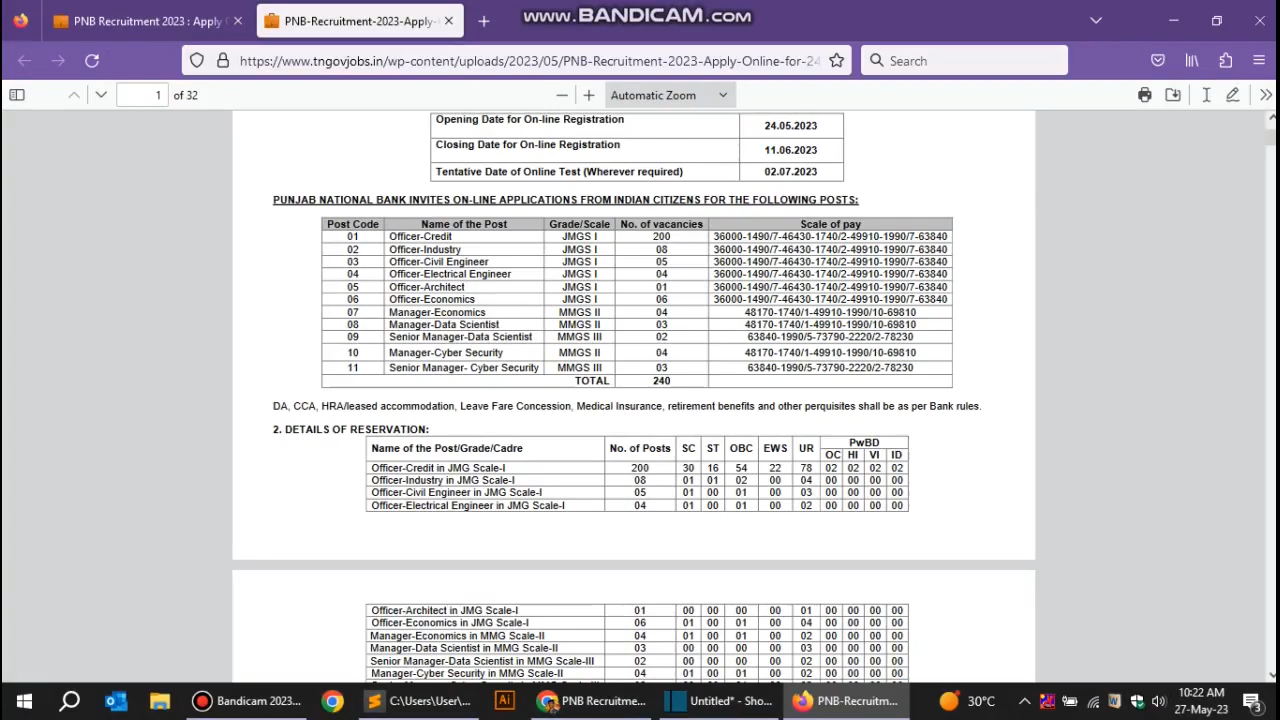 www.BANDICAM.com
PNB Recruitment 2023 : Apply
PNB-Recruitment-2023-Apply-
https://www.tngovjobs.in/wp-content/uploads/2023/05/PNB-Recruitment-2023-Apply-Online-for-24
Search
1 of 32
Automatic Zoom
Opening Date for On-line Registration 24.05.2023
Closing Date for On-line Registration 11.06.2023
Tentative Date of Online Test (Wherever required) 02.07.2023
PUNJAB NATIONAL BANK INVITES ON-LINE APPLICATIONS FROM INDIAN CITIZENS FOR THE FOLLOWING POSTS:
Post Code Name of the Post Grade/Scale No. of vacancies Scale of pay
01 Officer-Credit JMGS I 200 36000-1490/7-46430-1740/2-49910-1990/7-63840
02 Officer-Industry JMGS I 08 36000-1490/7-46430-1740/2-49910-1990/7-63840
03 Officer-Civil Engineer JMGS I 05 36000-1490/7-46430-1740/2-49910-1990/7-63840
04 Officer-Electrical Engineer JMGS I 04 36000-1490/7-46430-1740/2-49910-1990/7-63840
05 Officer-Architect JMGS I 01 36000-1490/7-46430-1740/2-49910-1990/7-63840
06 Officer-Economics JMGS I 06 36000-1490/7-46430-1740/2-49910-1990/7-63840
07 Manager-Economics MMGS II 04 48170-1740/1-49910-1990/10-69810
08 Manager-Data Scientist MMGS II 03 48170-1740/1-49910-1990/10-69810
09 Senior Manager-Data Scientist MMGS III 02 63840-1990/5-73790-2220/2-78230
10 Manager-Cyber Security MMGS II 04 48170-1740/1-49910-1990/10-69810
11 Senior Manager- Cyber Security MMGS III 03 63840-1990/5-73790-2220/2-78230
TOTAL 240
DA, CCA, HRA/leased accommodation, Leave Fare Concession, Medical Insurance, retirement benefits and other perquisites shall be as per Bank rules.
2. DETAILS OF RESERVATION:
Name of the Post/Grade/Cadre No. of Posts SC ST OBC EWS UR PwBD
OC HI VI ID
Officer-Credit in JMG Scale-I 200 30 16 54 22 78 02 02 02 02
Officer-Industry in JMG Scale-I 08 01 01 02 00 04 00 00 00 00
Officer-Civil Engineer in JMG Scale-I 05 01 00 01 00 03 00 00 00 00
Officer-Electrical Engineer in JMG Scale-I 04 01 00 01 00 02 00 00 00 00
Officer-Architect in JMG Scale-I 01 00 00 00 00 01 00 00 00 00
Officer-Economics in JMG Scale-I 06 01 00 01 00 04 00 00 00 00
Manager-Economics in MMG Scale-II 04 01 00 01 00 02 00 00 00 00
Manager-Data Scientist in MMG Scale-II 03 00 00 00 00 03 00 00 00 00
Senior Manager-Data Scientist in MMG Scale-III 02 00 00 00 00 02 00 00 00 00
Manager-Cyber Security in MMG Scale-II 04 01 00 01 00 02 00 00 00 00
Bandicam 2023...
C:\Users\User\...
Ai
PNB Recruitme...
Untitled* - Sho...
PNB-Recruitm...
30°C
10:22 AM
27-May-23
3